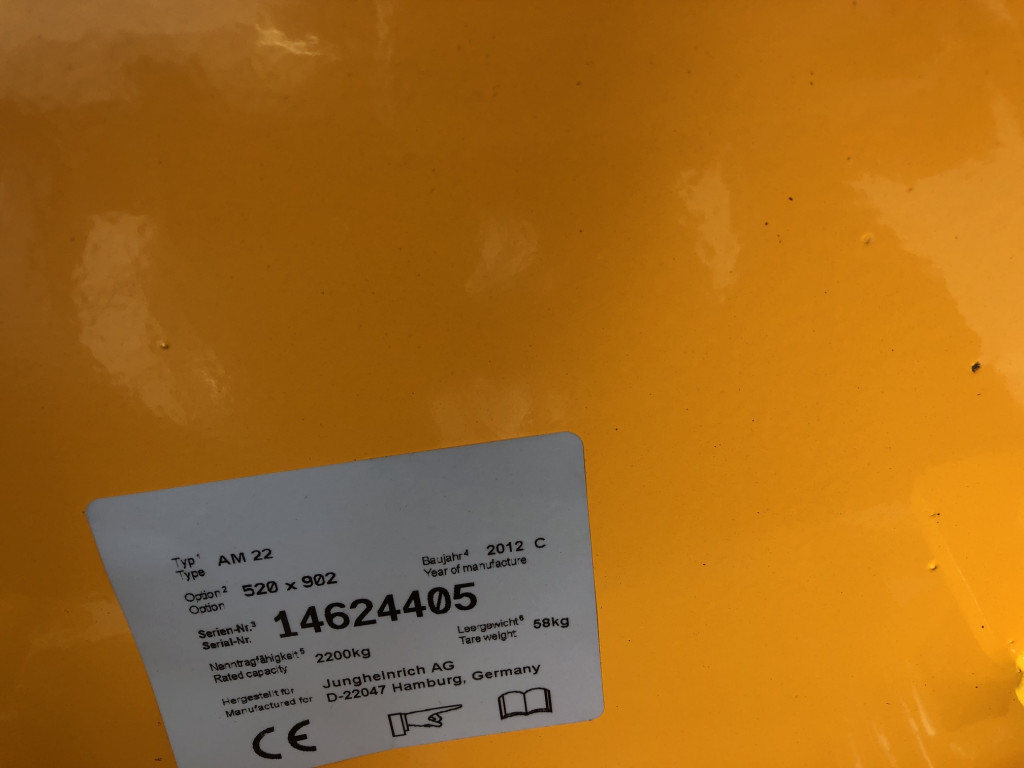 Typ¹ AM 22
Type
Baujahr⁴ 2012 C
Year of manufacture
Option² 520 x 902
Option
Serien-Nr.³ 14624405
Serial-Nr.
Leergewicht⁶ 58kg
Tare weight
Nenntragfähigkeit⁵ 2200kg
Rated capacity
Hergestellt für Jungheinrich AG
Manufactured for D-22047 Hamburg, Germany
CE